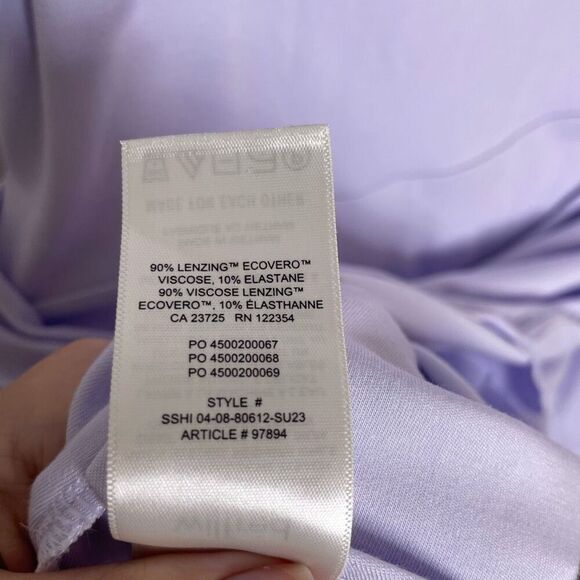 90% LENZING™ ECOVERO™
VISCOSE, 10% ELASTANE
90% VISCOSE LENZING™
ECOVERO™, 10% ÉLASTHANNE
CA 23725 RN 122354
PO 4500200067
PO 4500200068
PO 4500200069
STYLE #
SSHI 04-08-80612-SU23
ARTICLE # 97894